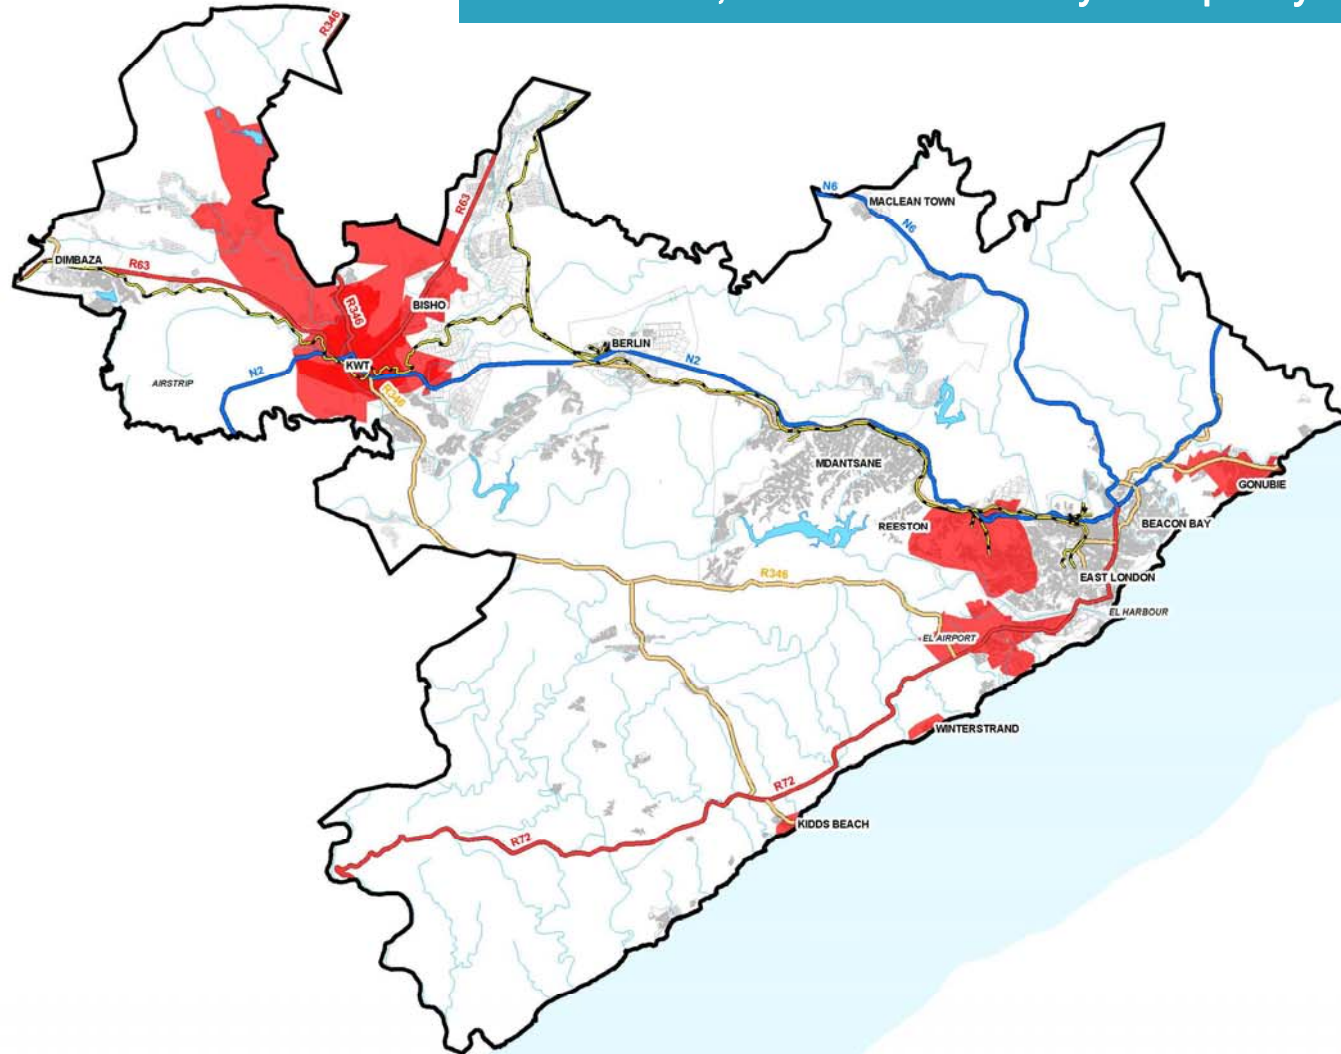 R346
R63
N6
MACLEAN TOWN
N6
DIMBAZA
R63
R346
BISHO
BERLIN
N2
KWT
N2
AIRSTRIP
R346
MDANTSANE
GONUBIE
REESTON
BEACON BAY
EAST LONDON
R346
EL HARBOUR
EL AIRPORT
WINTERSTRAND
R72
KIDDS BEACH
R72